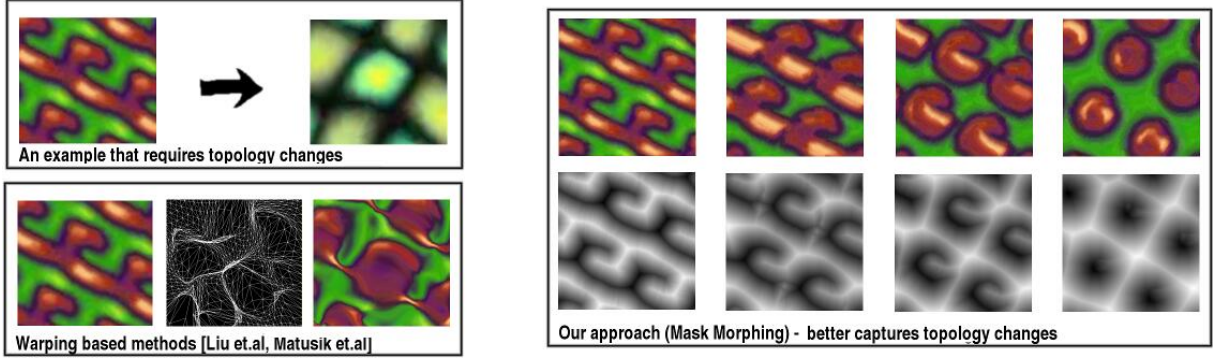 An example that requires topology changes
Warping based methods [Liu et.al, Matusik et.al]
Our approach (Mask Morphing) - better captures topology changes